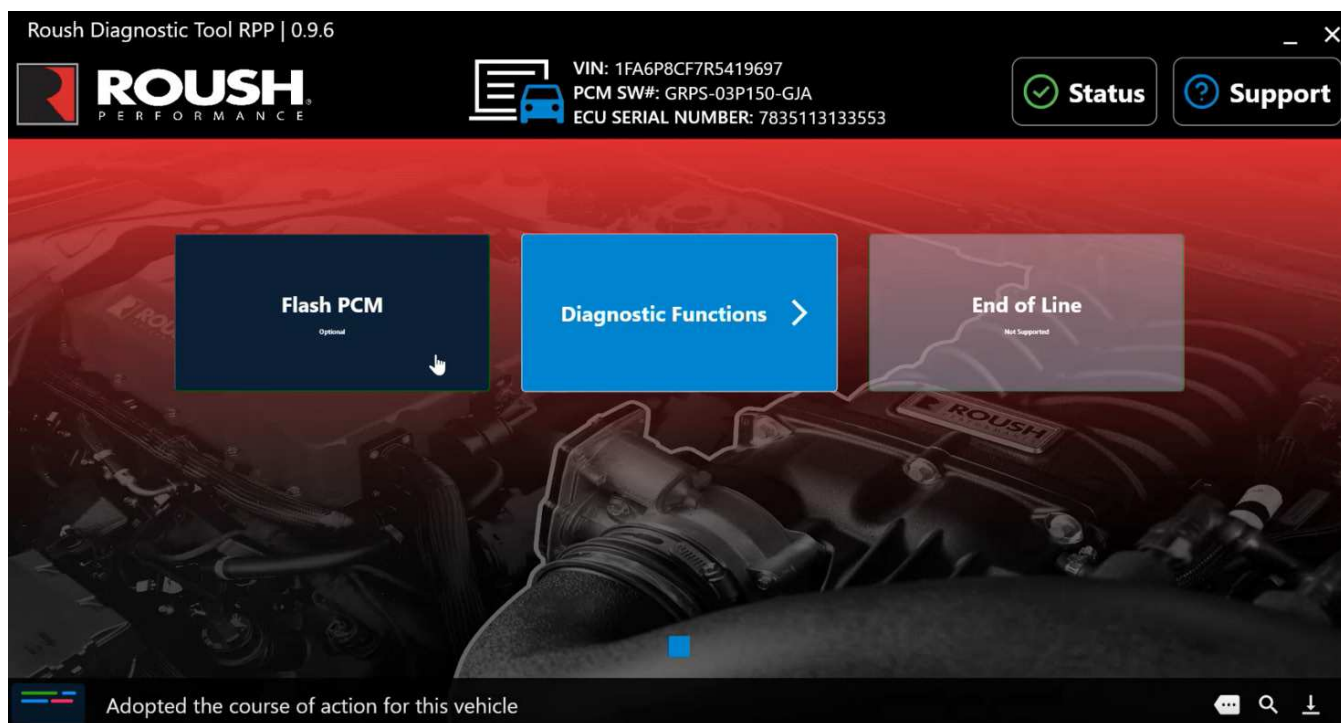 Roush Diagnostic Tool RPP | 0.9.6
ROUSH
PERFORMANCE
VIN: 1FA6P8CF7R5419697
PCM SW#: GRPS-03P150-GJA
ECU SERIAL NUMBER: 7835113133553
Status
Support
Flash PCM
Optional
Diagnostic Functions
End of Line
Not Supported
ROUSH
Adopted the course of action for this vehicle